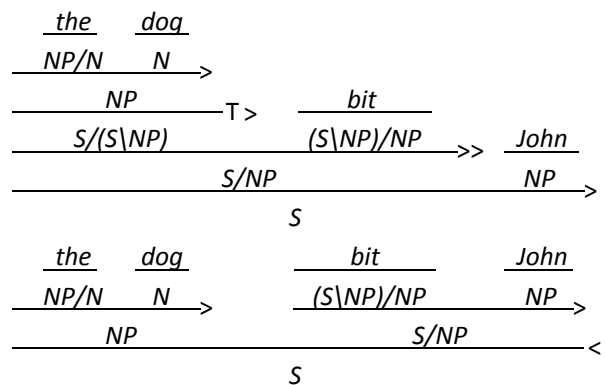 the dog
NP/N N >
NP T > bit
S/(S\NP) (S\NP)/NP >> John
S/NP NP >
S
the dog bit John
NP/N N > (S\NP)/NP NP >
NP S/NP <
S